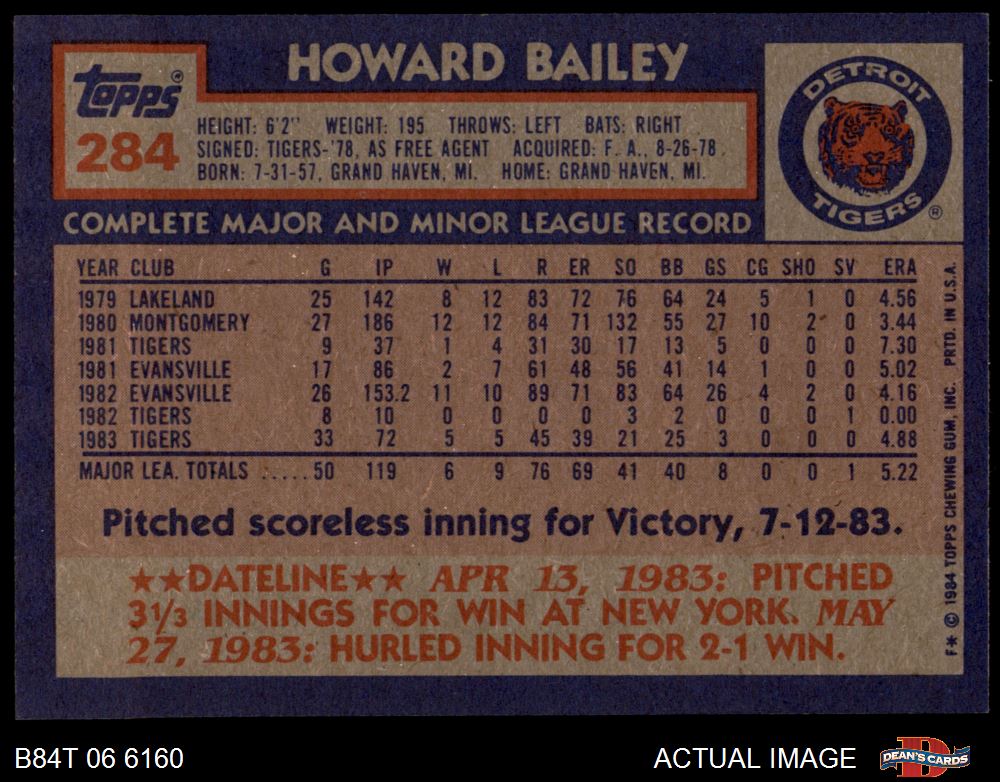 HOWARD BAILEY
topps®
284
HEIGHT: 6'2" WEIGHT: 195 THROWS: LEFT BATS: RIGHT
SIGNED: TIGERS-'78, AS FREE AGENT ACQUIRED: F. A., 8-26-78.
BORN: 7-31-57, GRAND HAVEN, MI. HOME: GRAND HAVEN, MI.
DETROIT
TIGERS®
COMPLETE MAJOR AND MINOR LEAGUE RECORD
YEAR CLUB G IP W L R ER SO BB GS CG SHO SV ERA
1979 LAKELAND 25 142 8 12 83 72 76 64 24 5 1 0 4.56
1980 MONTGOMERY 27 186 12 12 84 71 132 55 27 10 2 0 3.44
1981 TIGERS 9 37 1 4 31 30 17 13 5 0 0 0 7.30
1981 EVANSVILLE 17 86 2 7 61 48 56 41 14 1 0 0 5.02
1982 EVANSVILLE 26 153.2 11 10 89 71 83 64 26 4 2 0 4.16
1982 TIGERS 8 10 0 0 0 0 3 2 0 0 0 1 0.00
1983 TIGERS 33 72 5 5 45 39 21 25 3 0 0 0 4.88
MAJOR LEA. TOTALS .....50 119 6 9 76 69 41 40 8 0 0 1 5.22
Pitched scoreless inning for Victory, 7-12-83.
★★DATELINE★★ APR 13, 1983: PITCHED
3⅓ INNINGS FOR WIN AT NEW YORK. MAY
27, 1983: HURLED INNING FOR 2-1 WIN.
F* © 1984 TOPPS CHEWING GUM, INC. PRTD. IN U.S.A.
B84T 06 6160
ACTUAL IMAGE
D
DEAN'S CARDS